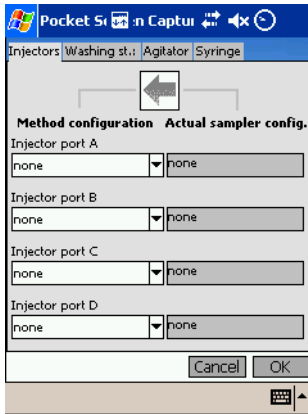 Pocket S :n Captu
Injectors Washing st.: Agitator Syringe
Method configuration Actual sampler config.
Injector port A
none none
Injector port B
none none
Injector port C
none none
Injector port D
none none
Cancel OK